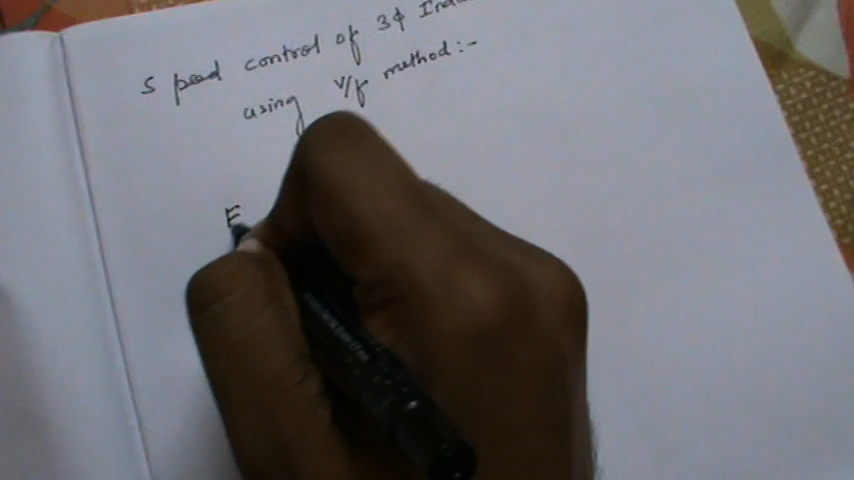 Speed control of 3ϕ
using V/f method:-
E